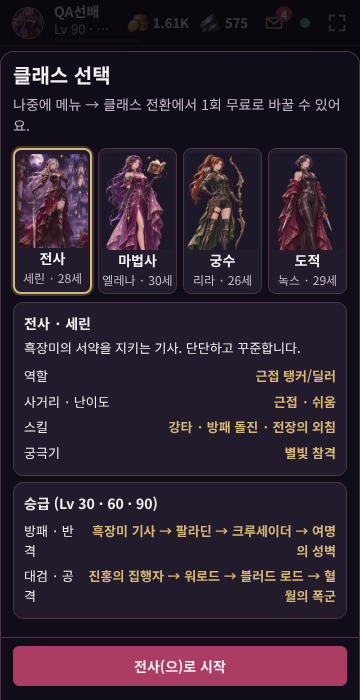 QA선배
Lv 90 · ...
1.61K
575
4
클래스 선택
나중에 메뉴 → 클래스 전환에서 1회 무료로 바꿀 수 있어
요.
전사
세린 · 28세
마법사
엘레나 · 30세
궁수
리라 · 26세
도적
녹스 · 29세
전사 · 세린
흑장미의 서약을 지키는 기사. 단단하고 꾸준합니다.
역할 근접 탱커/딜러
사거리 · 난이도 근접 · 쉬움
스킬 강타 · 방패 돌진 · 전장의 외침
궁극기 별빛 참격
승급 (Lv 30 · 60 · 90)
방패 · 반 흑장미 기사 → 팔라딘 → 크루세이더 → 여명
격 의 성벽
대검 · 공 진홍의 집행자 → 워로드 → 블러드 로드 → 혈
격 월의 폭군
전사(으)로 시작